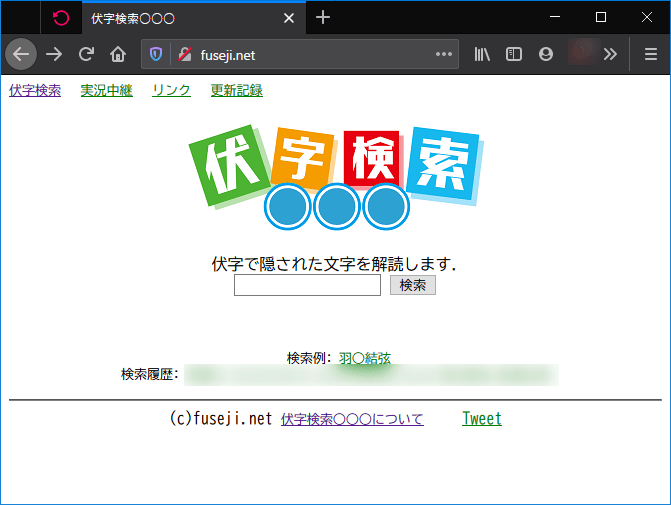 伏字検索〇〇〇
fuseji.net
伏字検索 実況中継 リンク 更新記録
伏字検索
伏字で隠された文字を解読します.
検索
検索例: 羽〇結弦
検索履歴:
(c)fuseji.net 伏字検索〇〇〇について Tweet